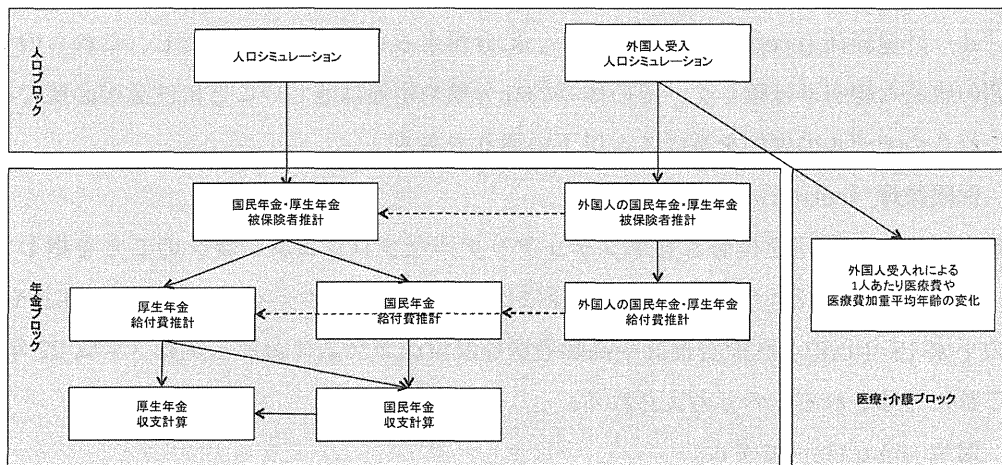 人口ブロック
人口シミュレーション
外国人受入
人口シミュレーション
年金ブロック
国民年金・厚生年金
被保険者推計
外国人の国民年金・厚生年金
被保険者推計
厚生年金
給付費推計
国民年金
給付費推計
外国人の国民年金・厚生年金
給付費推計
厚生年金
収支計算
国民年金
収支計算
外国人受入れによる
1人あたり医療費や
医療費加重平均年齢の変化
医療・介護ブロック